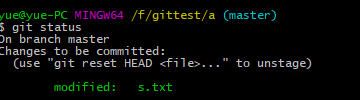 yue@yue-PC MINGW64 /f/gittest/a (master)
$ git status
On branch master
Changes to be committed:
  (use "git reset HEAD <file>..." to unstage)
        modified:   s.txt